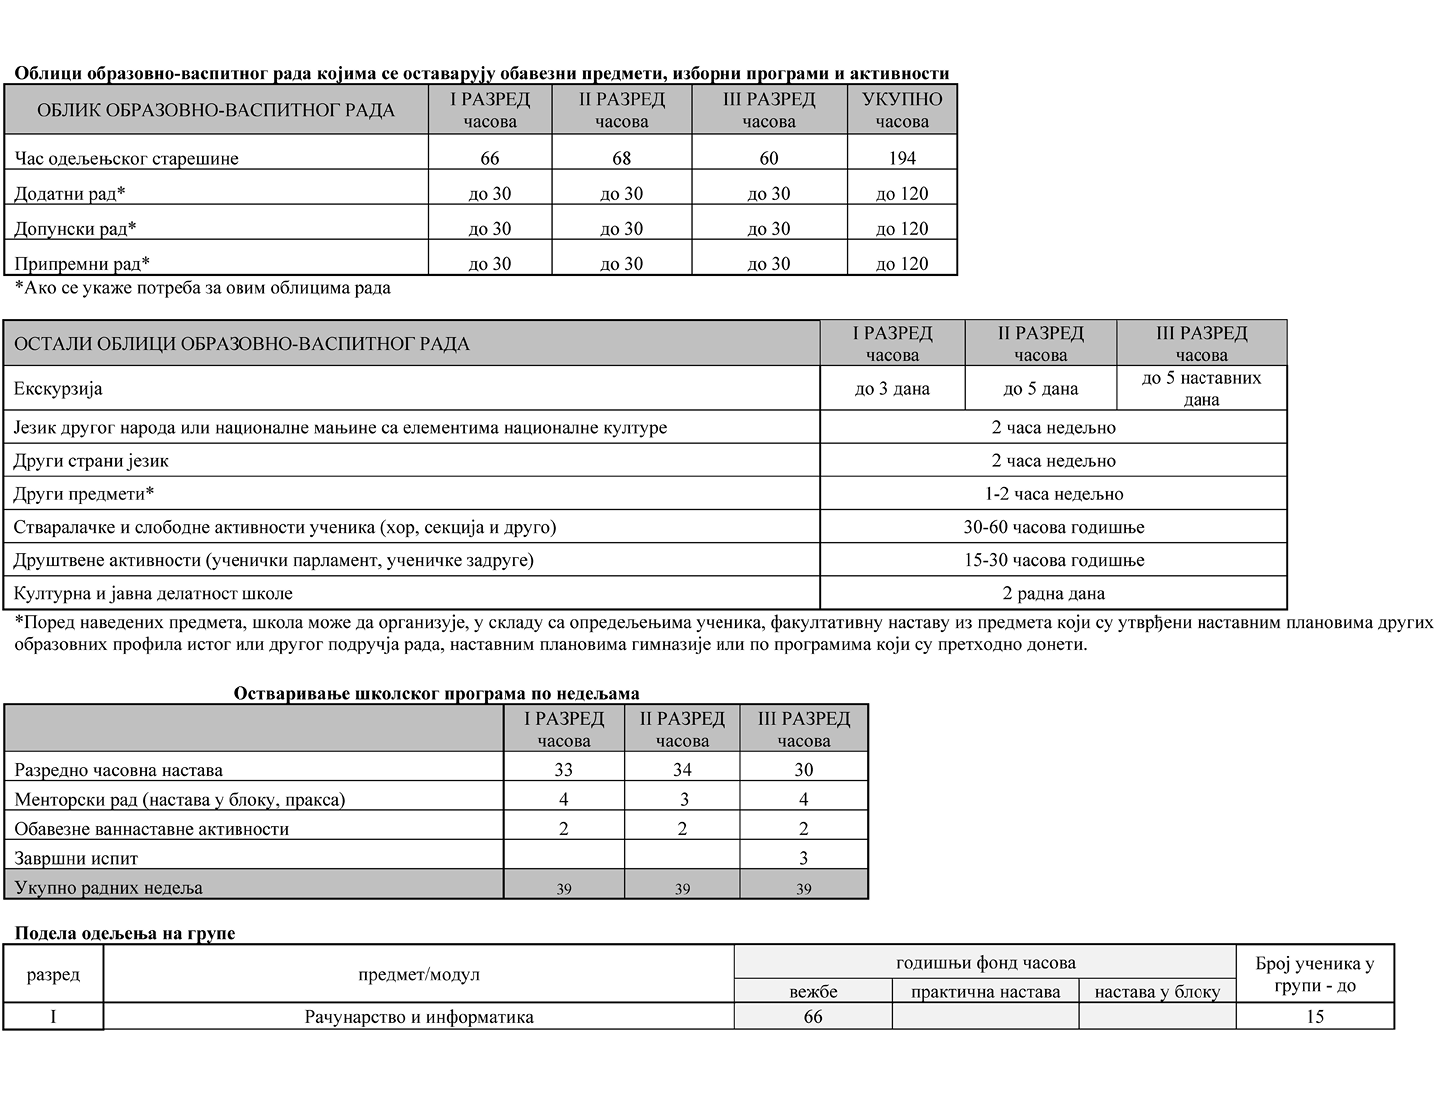 Облици образовно-васпитног рада којима се оставарују обавезни предмети, изборни програми и активности
ОБЛИК ОБРАЗОВНО-ВАСПИТНОГ РАДА I РАЗРЕД часова II РАЗРЕД часова III РАЗРЕД часова УКУПНО часова
Час одељењског старешине 66 68 60 194
Додатни рад* до 30 до 30 до 30 до 120
Допунски рад* до 30 до 30 до 30 до 120
Припремни рад* до 30 до 30 до 30 до 120
*Ако се укаже потреба за овим облицима рада
ОСТАЛИ ОБЛИЦИ ОБРАЗОВНО-ВАСПИТНОГ РАДА I РАЗРЕД часова II РАЗРЕД часова III РАЗРЕД часова
Екскурзија до 3 дана до 5 дана до 5 наставних дана
Језик другог народа или националне мањине са елементима националне културе 2 часа недељно
Други страни језик 2 часа недељно
Други предмети* 1-2 часа недељно
Стваралачке и слободне активности ученика (хор, секција и друго) 30-60 часова годишње
Друштвене активности (ученички парламент, ученичке задруге) 15-30 часова годишње
Културна и јавна делатност школе 2 радна дана
*Поред наведених предмета, школа може да организује, у складу са опредељењима ученика, факултативну наставу из предмета који су утврђени наставним плановима других
образовних профила истог или другог подручја рада, наставним плановима гимназије или по програмима који су претходно донети.
Остваривање школског програма по недељама
I РАЗРЕД часова II РАЗРЕД часова III РАЗРЕД часова
Разредно часовна настава 33 34 30
Менторски рад (настава у блоку, пракса) 4 3 4
Обавезне ваннаставне активности 2 2 2
Завршни испит 3
Укупно радних недеља 39 39 39
Подела одељења на групе
разред предмет/модул годишњи фонд часова Број ученика у групи - до
вежбе практична настава настава у блоку
I Рачунарство и информатика 66 15